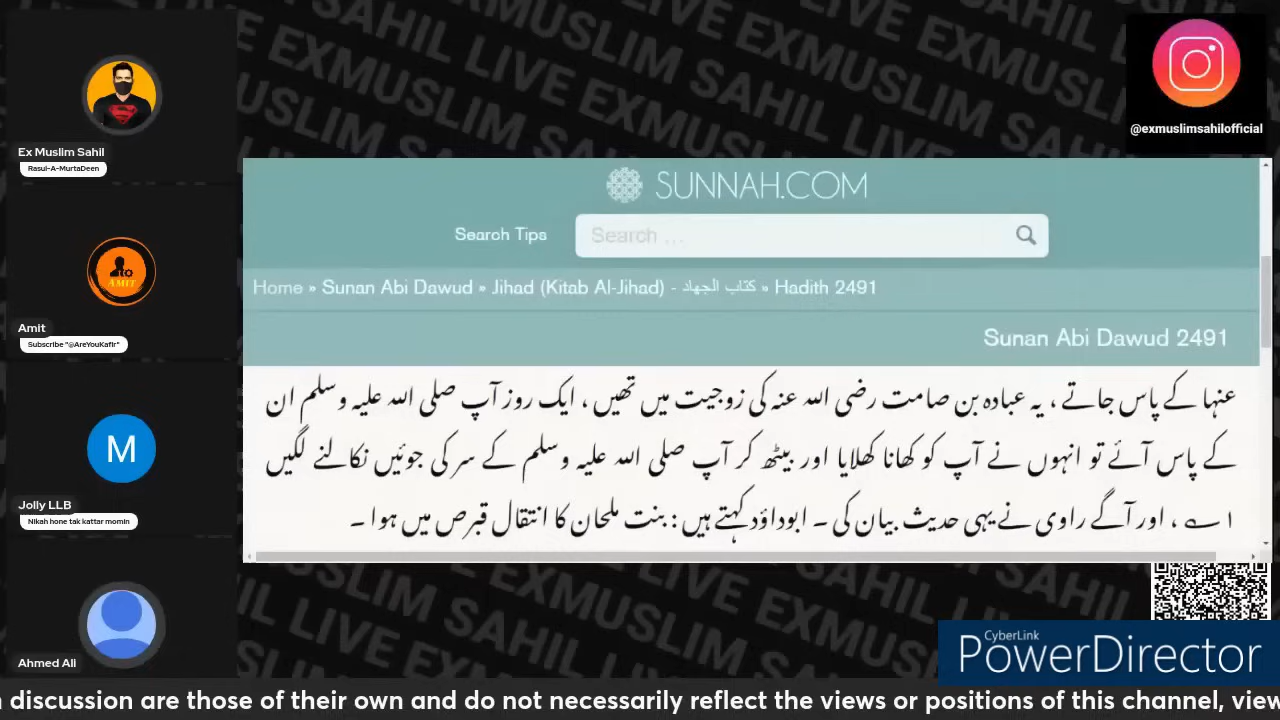 Ex Muslim Sahil
Rasul-A-MurtaDeen
Amit
AMIT
Subscribe "@AreYouKafir"
M
Jolly LLB
Nikah hone tak kattar momin
Ahmed Ali
@exmuslimsahilofficial
SUNNAH.COM
Search Tips
Search ...
Home » Sunan Abi Dawud » Jihad (Kitab Al-Jihad) - كتاب الجهاد » Hadith 2491
Sunan Abi Dawud 2491
عنہا کے پاس جاتے ، یہ عبادہ بن صامت رضی اللہ عنہ کی زوجیت میں تھیں ، ایک روز آپ صلی اللہ علیہ وسلم ان
کے پاس آئے تو انہوں نے آپ کو کھانا کھلایا اور بیٹھ کر آپ صلی اللہ علیہ وسلم کے سر کی جوئیں نکالنے لگیں
۱؎ ، اور آگے راوی نے یہی حدیث بیان کی ۔ ابوداؤد کہتے ہیں : بنت ملحان کا انتقال قبرص میں ہوا ۔
EXMUSLIM SAHIL LIVE
CyberLink
PowerDirector
discussion are those of their own and do not necessarily reflect the views or positions of this channel,